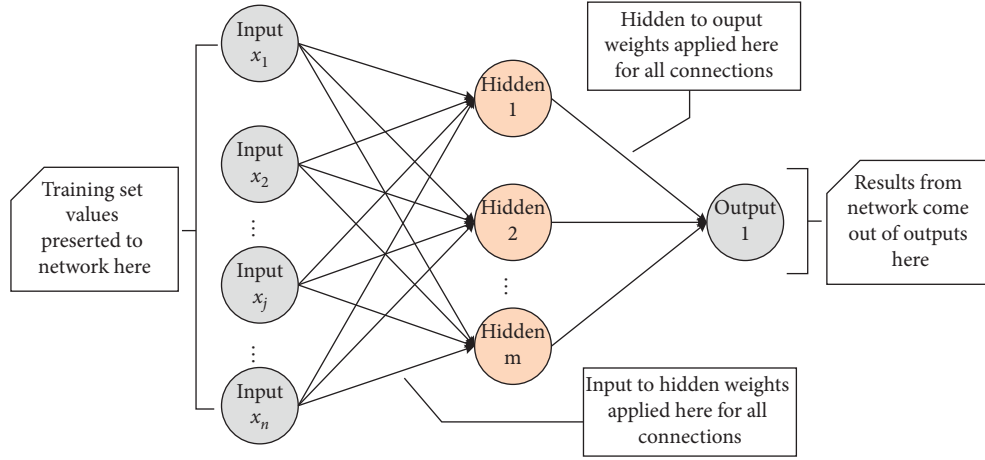 Training set
values
preserted to
network here
Input
x₁
Input
x₂
⋮
Input
xⱼ
⋮
Input
xₙ
Hidden
1
Hidden
2
⋮
Hidden
m
Hidden to ouput
weights applied here
for all connections
Input to hidden weights
applied here for all
connections
Output
1
Results from
network come
out of outputs
here